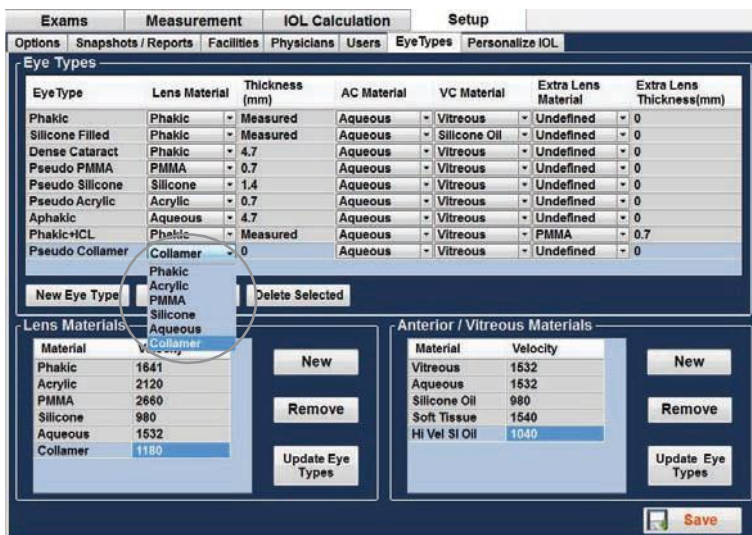 Exams Measurement IOL Calculation Setup
Options Snapshots / Reports Facilities Physicians Users EyeTypes Personalize IOL
Eye Types
EyeType Lens Material Thickness (mm) AC Material VC Material Extra Lens Material Extra Lens Thickness(mm)
Phakic Phakic Measured Aqueous Vitreous Undefined 0
Silicone Filled Phakic Measured Aqueous Silicone Oil Undefined 0
Dense Cataract Phakic 4.7 Aqueous Vitreous Undefined 0
Pseudo PMMA PMMA 0.7 Aqueous Vitreous Undefined 0
Pseudo Silicone Silicone 1.4 Aqueous Vitreous Undefined 0
Pseudo Acrylic Acrylic 0.7 Aqueous Vitreous Undefined 0
Aphakic Aqueous 4.7 Aqueous Vitreous Undefined 0
Phakic+ICL Phakic Measured Aqueous Vitreous PMMA 0.7
Pseudo Collamer Collamer 0 Aqueous Vitreous Undefined 0
Phakic
Acrylic
PMMA
Silicone
Aqueous
Collamer
New Eye Type Delete Selected
Lens Materials
Material
Phakic 1641
Acrylic 2120
PMMA 2660
Silicone 980
Aqueous 1532
Collamer 1180
New
Remove
Update Eye Types
Anterior / Vitreous Materials
Material Velocity
Vitreous 1532
Aqueous 1532
Silicone Oil 980
Soft Tissue 1540
Hi Vel SI Oil 1040
New
Remove
Update Eye Types
Save